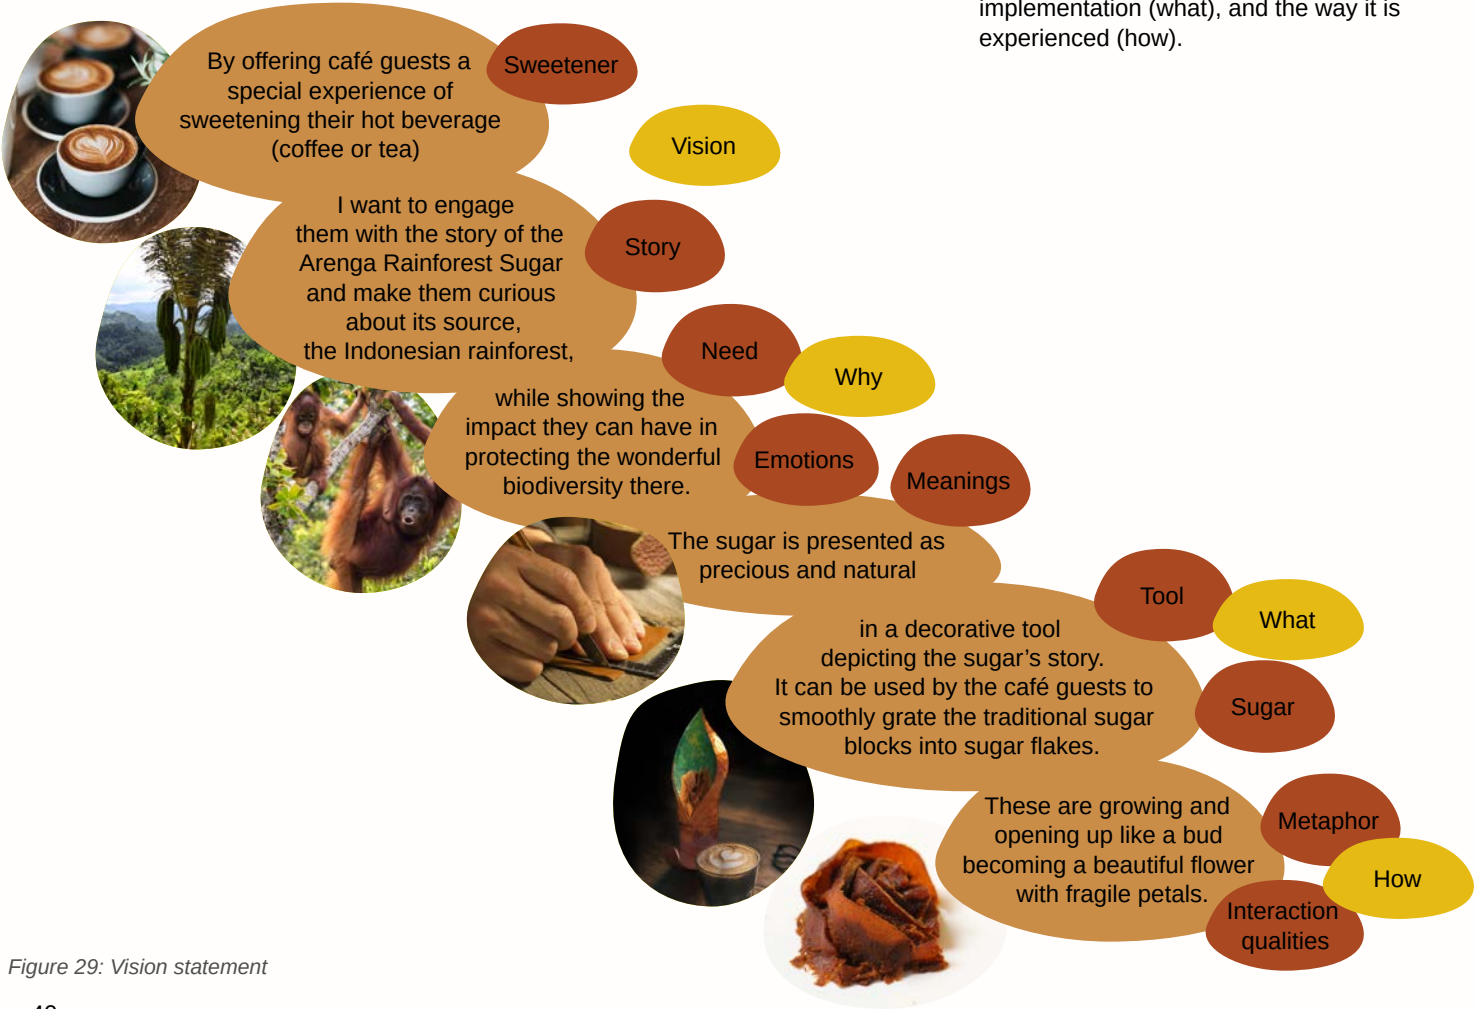 implementation (what), and the way it is
experienced (how).
By offering café guests a
special experience of
sweetening their hot beverage
(coffee or tea)
Sweetener
Vision
I want to engage
them with the story of the
Arenga Rainforest Sugar
and make them curious
about its source,
the Indonesian rainforest,
Story
Need
Why
while showing the
impact they can have in
protecting the wonderful
biodiversity there.
Emotions
Meanings
The sugar is presented as
precious and natural
Tool
What
in a decorative tool
depicting the sugar’s story.
It can be used by the café guests to
smoothly grate the traditional sugar
blocks into sugar flakes.
Sugar
These are growing and
opening up like a bud
becoming a beautiful flower
with fragile petals.
Metaphor
How
Interaction
qualities
Figure 29: Vision statement